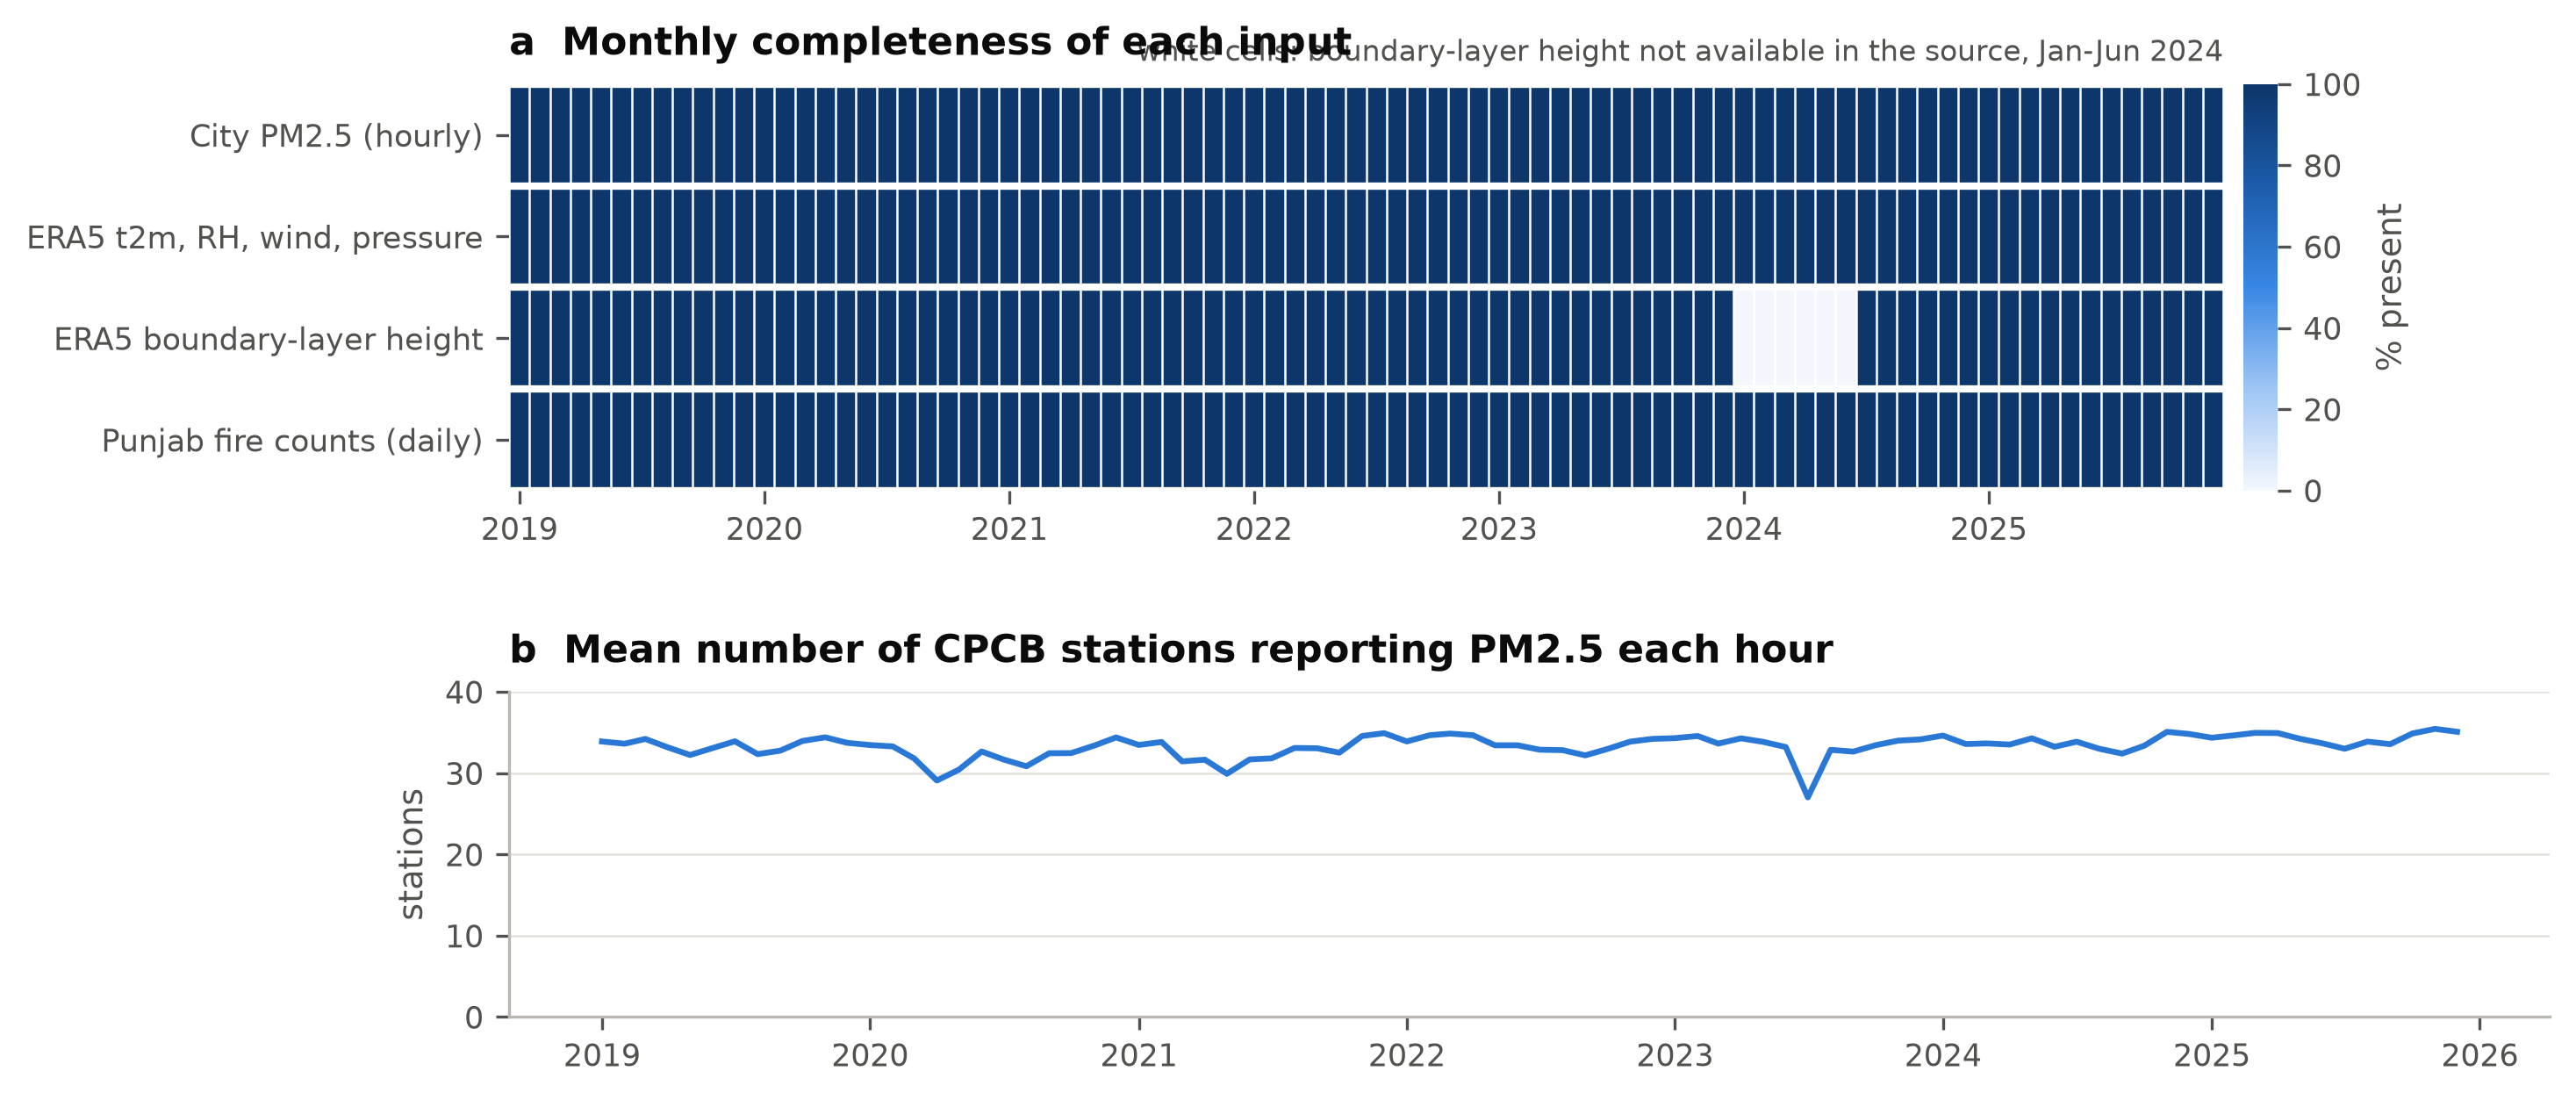 a Monthly completeness of each input
white cells: boundary-layer height not available in the source, Jan-Jun 2024
City PM2.5 (hourly)
ERA5 t2m, RH, wind, pressure
ERA5 boundary-layer height
Punjab fire counts (daily)
2019 2020 2021 2022 2023 2024 2025
100
80
60
40
20
0
% present
b Mean number of CPCB stations reporting PM2.5 each hour
40
30
20
10
0
stations
2019 2020 2021 2022 2023 2024 2025 2026